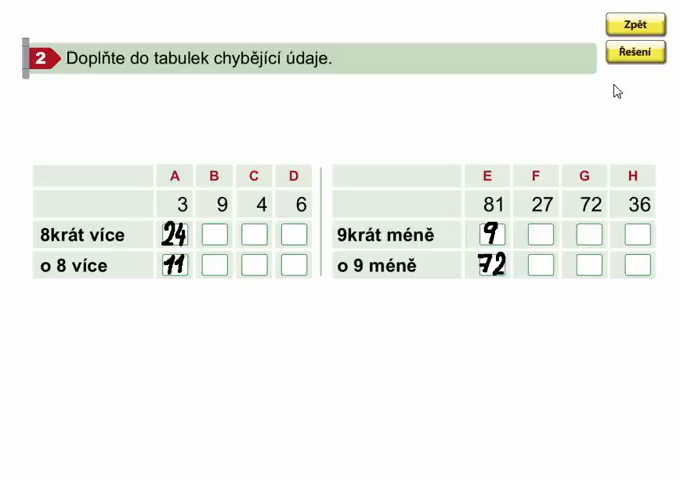 Zpět
2 Doplňte do tabulek chybějící údaje.
Řešení
A B C D E F G H
3 9 4 6 81 27 72 36
8krát více 24 9krát méně 9
o 8 více 11 o 9 méně 72